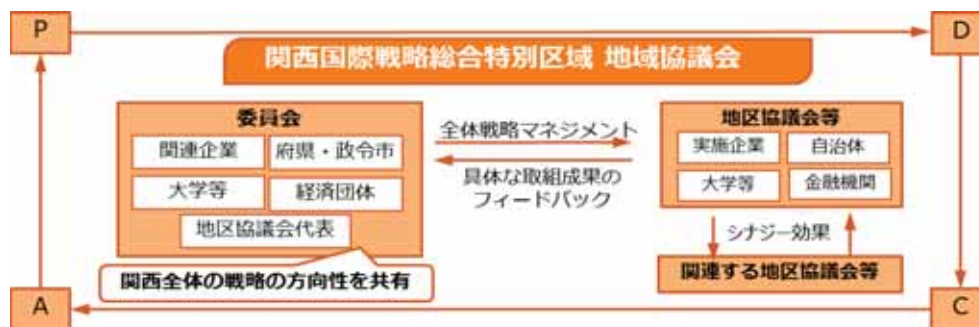 P
D
関西国際戦略総合特別区域 地域協議会
委員会
関連企業
府県・政令市
大学等
経済団体
地区協議会代表
関西全体の戦略の方向性を共有
全体戦略マネジメント
具体な取組成果の
フィードバック
地区協議会等
実施企業
自治体
大学等
金融機関
シナジー効果
関連する地区協議会等
A
C